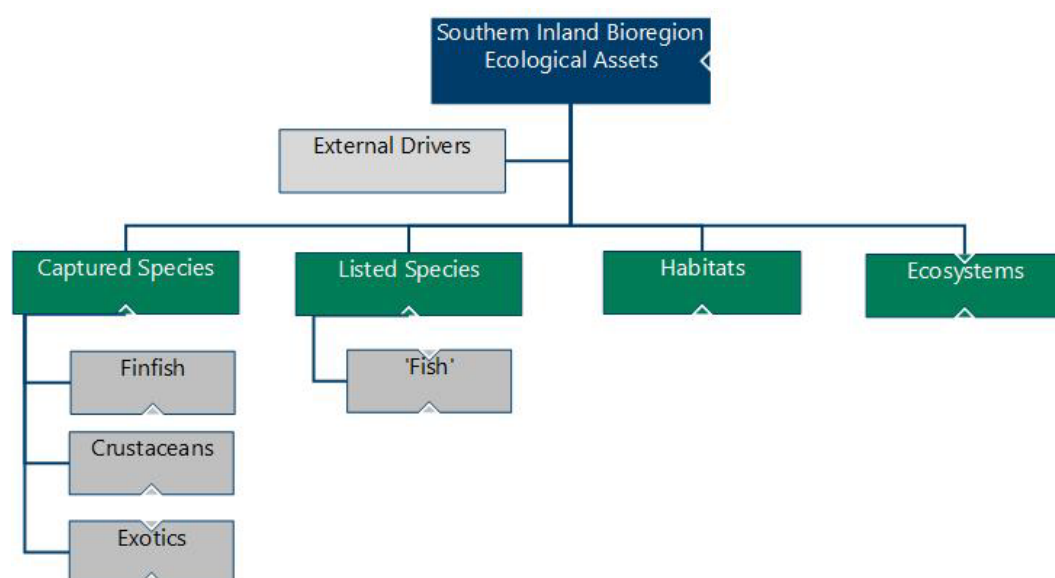 Southern Inland Bioregion
Ecological Assets
External Drivers
Captured Species
Listed Species
Habitats
Ecosystems
Finfish
'Fish'
Crustaceans
Exotics